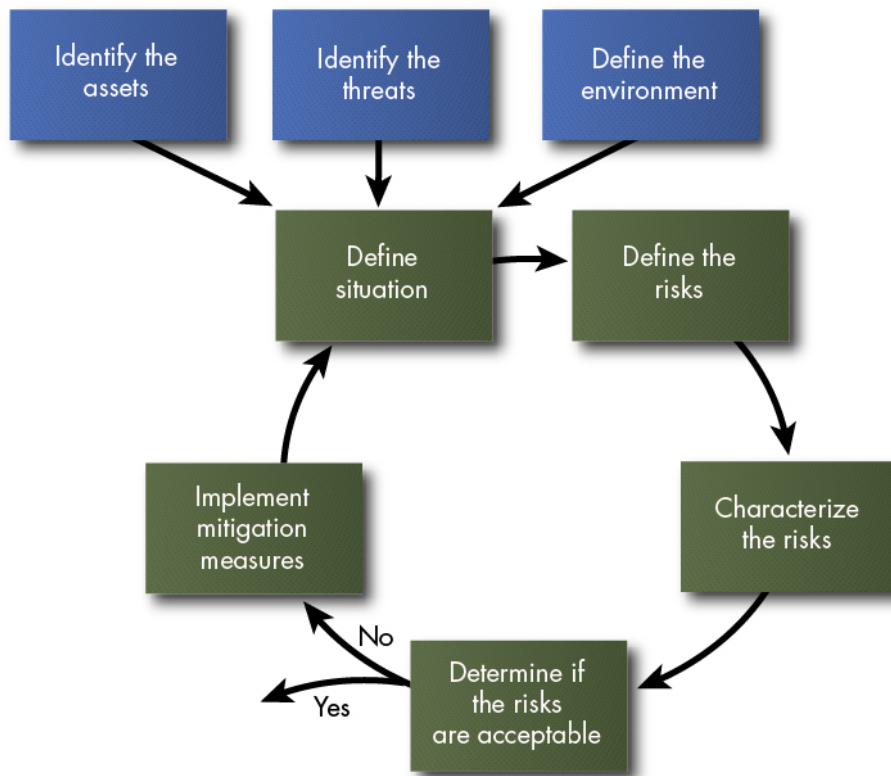 Identify the
assets
Identify the
threats
Define the
environment
Define
situation
Define the
risks
Implement
mitigation
measures
Characterize
the risks
No
Yes
Determine if
the risks
are acceptable